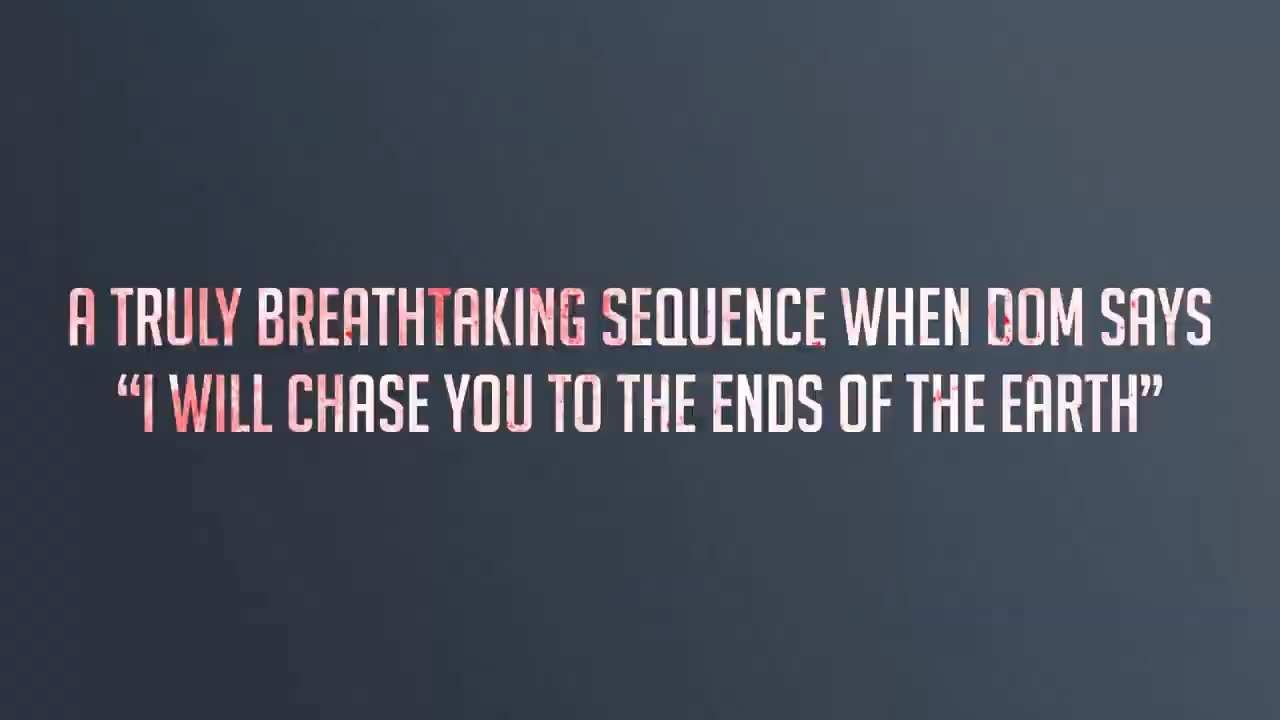 A TRULY BREATHTAKING SEQUENCE WHEN DOM SAYS
“I WILL CHASE YOU TO THE ENDS OF THE EARTH”